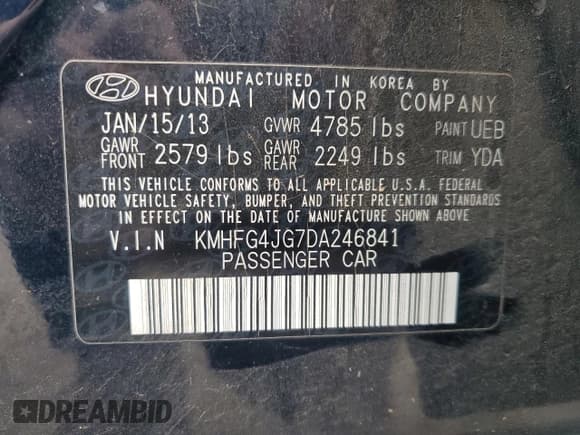 MANUFACTURED IN KOREA BY
HYUNDAI MOTOR COMPANY
JAN/15/13 GVWR 4785 lbs PAINT UEB
GAWR FRONT 2579 lbs GAWR REAR 2249 lbs TRIM YDA
THIS VEHICLE CONFORMS TO ALL APPLICABLE U.S.A. FEDERAL
MOTOR VEHICLE SAFETY, BUMPER, AND THEFT PREVENTION STANDARDS
IN EFFECT ON THE DATE OF MANUFACTURE SHOWN ABOVE
V.I.N KMHFG4JG7DA246841
PASSENGER CAR
DREAMBID